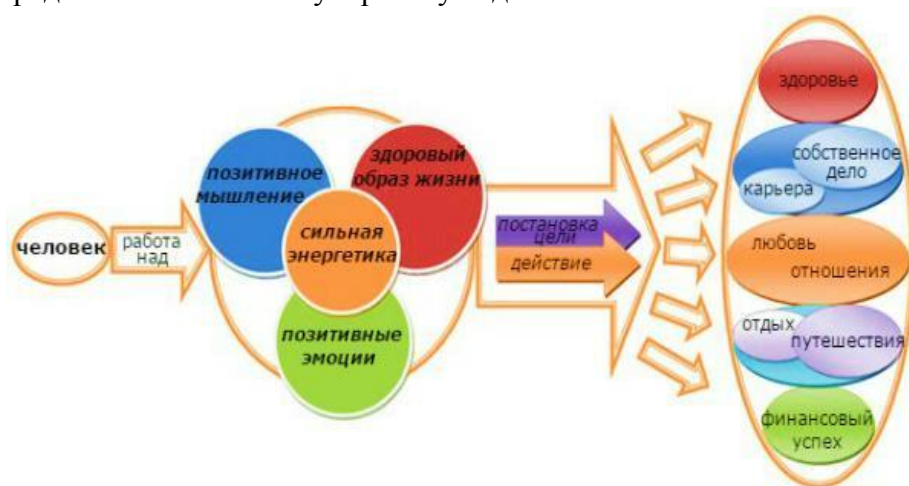 человек
работа
над
позитивное
мышление
здоровый
образ жизни
сильная
энергетика
позитивные
эмоции
постановка
цели
действие
здоровье
собственное
дело
карьера
любовь
отношения
отдых
путешествия
финансовый
успех